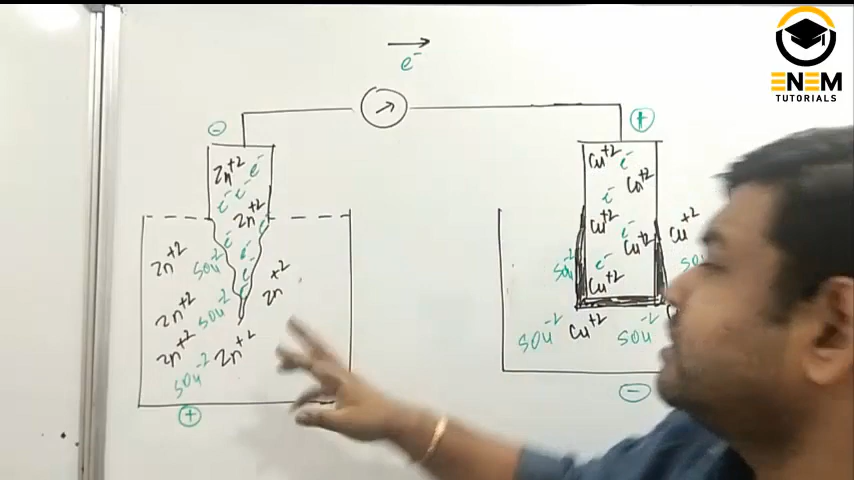 e⁻
ENEM
TUTORIALS
−
+
Zn⁺²
e⁻
e⁻
e⁻
Zn⁺²
e⁻
e⁻
e⁻
e⁻
Zn⁺²
SO₄⁻²
Zn⁺²
Zn⁺²
SO₄⁻²
Zn⁺²
Zn⁺²
SO₄⁻²
+
Cu⁺²
e⁻
Cu⁺²
e⁻
Cu⁺²
e⁻
Cu⁺²
e⁻
Cu⁺²
Cu⁺²
SO₄⁻²
SO₄⁻²
Cu⁺²
SO₄⁻²
−